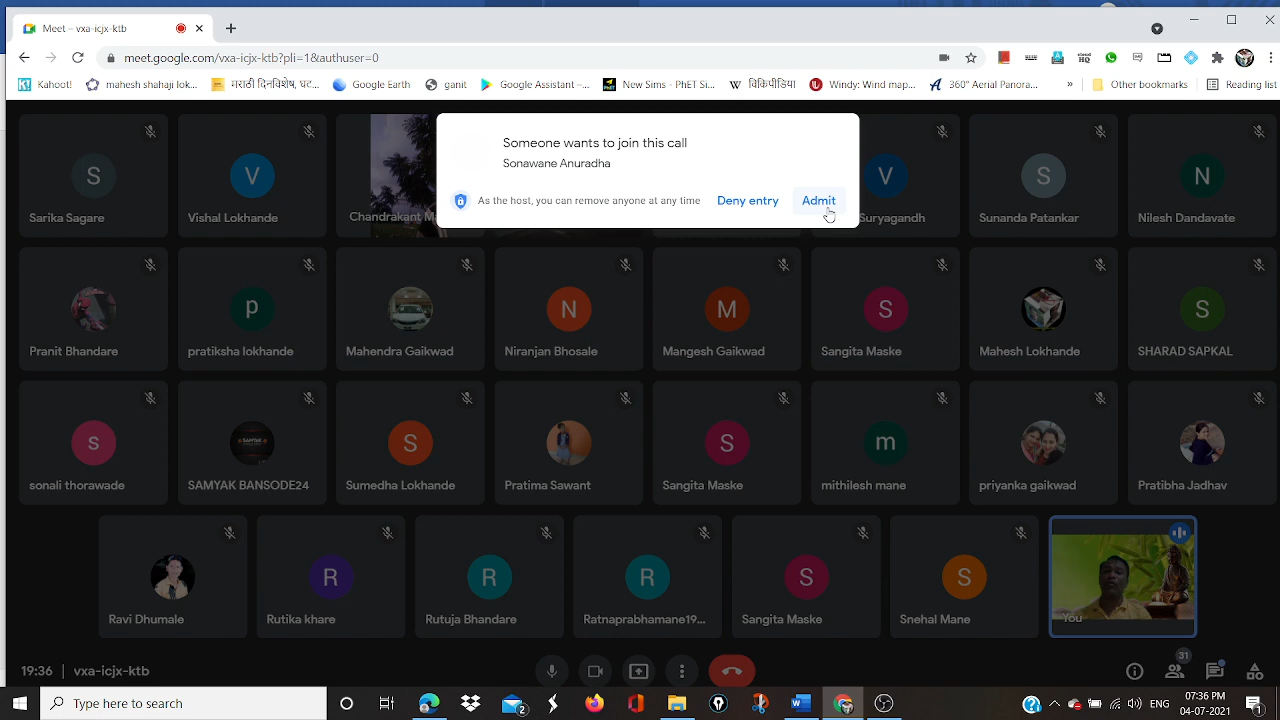 Meet – vxa-icjx-ktb
meet.google.com/vxa-icjx-ktb?pli=1&authuser=0
Kahoot! mahesh shahaji lok... Google Earth ganit Google Assistant –... New Sims - PhET Si... Windy: Wind map... 360° Aerial Panora... » Other bookmarks Reading list
Someone wants to join this call
Sonawane Anuradha
As the host, you can remove anyone at any time Deny entry Admit
S V V S N
Sarika Sagare Vishal Lokhande Chandrakant Suryagandh Sunanda Patankar Nilesh Dandavate
p N M S S
Pranit Bhandare pratiksha lokhande Mahendra Gaikwad Niranjan Bhosale Mangesh Gaikwad Sangita Maske Mahesh Lokhande SHARAD SAPKAL
s S S m
sonali thorawade SAMYAK BANSODE24 Sumedha Lokhande Pratima Sawant Sangita Maske mithilesh mane priyanka gaikwad Pratibha Jadhav
R R R S S
Ravi Dhumale Rutika khare Rutuja Bhandare Ratnaprabhamane19... Sangita Maske Snehal Mane You
31
19:36 | vxa-icjx-ktb
Type here to search 2 ENG 07:36 PM
04-07-2021 1